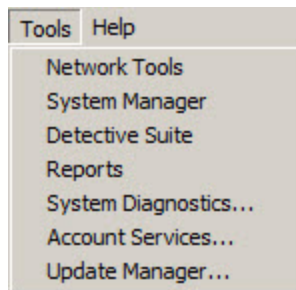 Tools Help
Network Tools
System Manager
Detective Suite
Reports
System Diagnostics...
Account Services...
Update Manager...